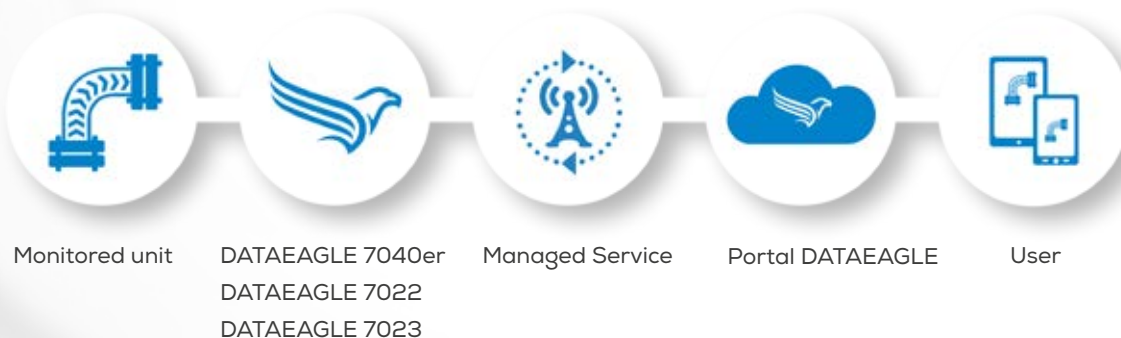 Monitored unit
DATAEAGLE 7040er
DATAEAGLE 7022
DATAEAGLE 7023
Managed Service
Portal DATAEAGLE
User